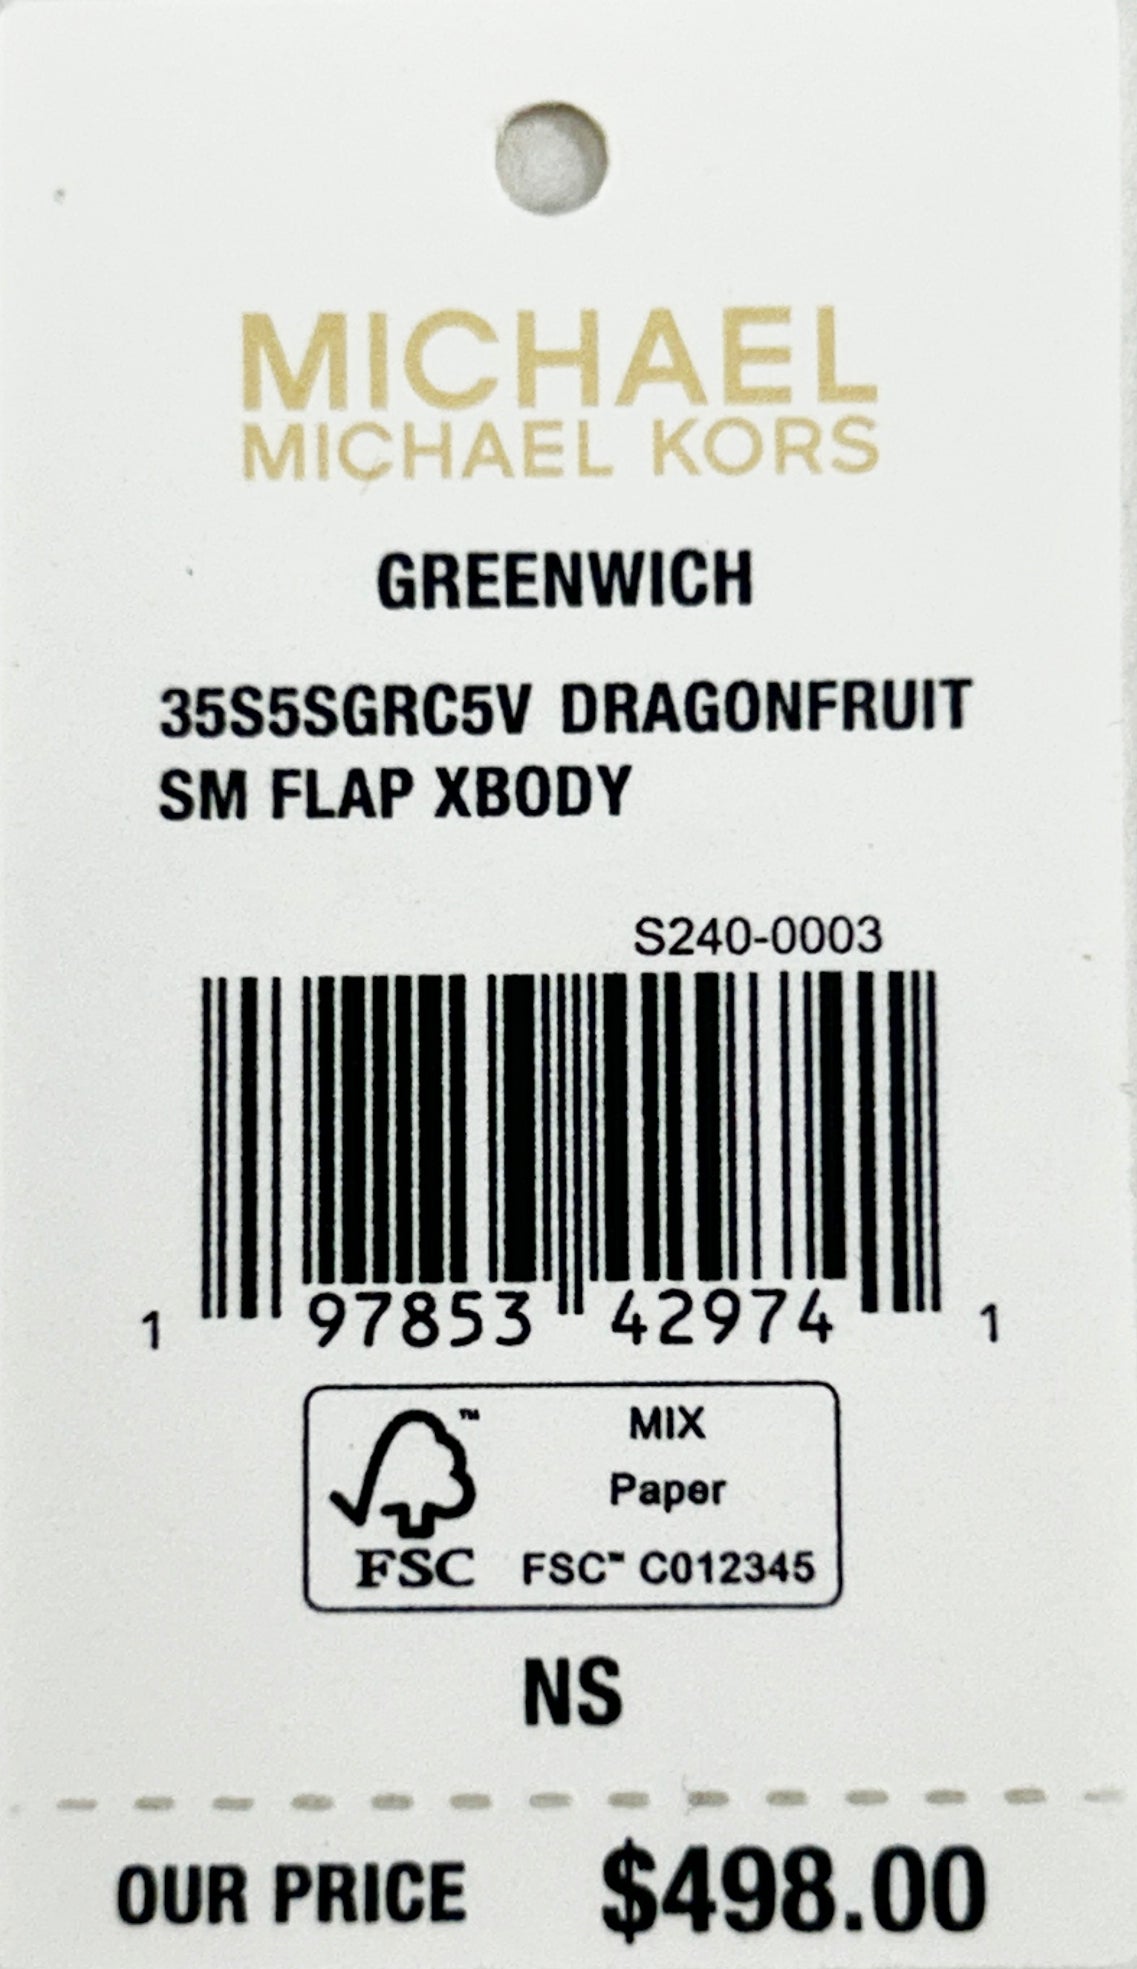 MICHAEL
MICHAEL KORS
GREENWICH
35S5SGRC5V DRAGONFRUIT
SM FLAP XBODY
S240-0003
1 97853 42974 1
™
MIX
Paper
FSC FSC™ C012345
NS
OUR PRICE $498.00